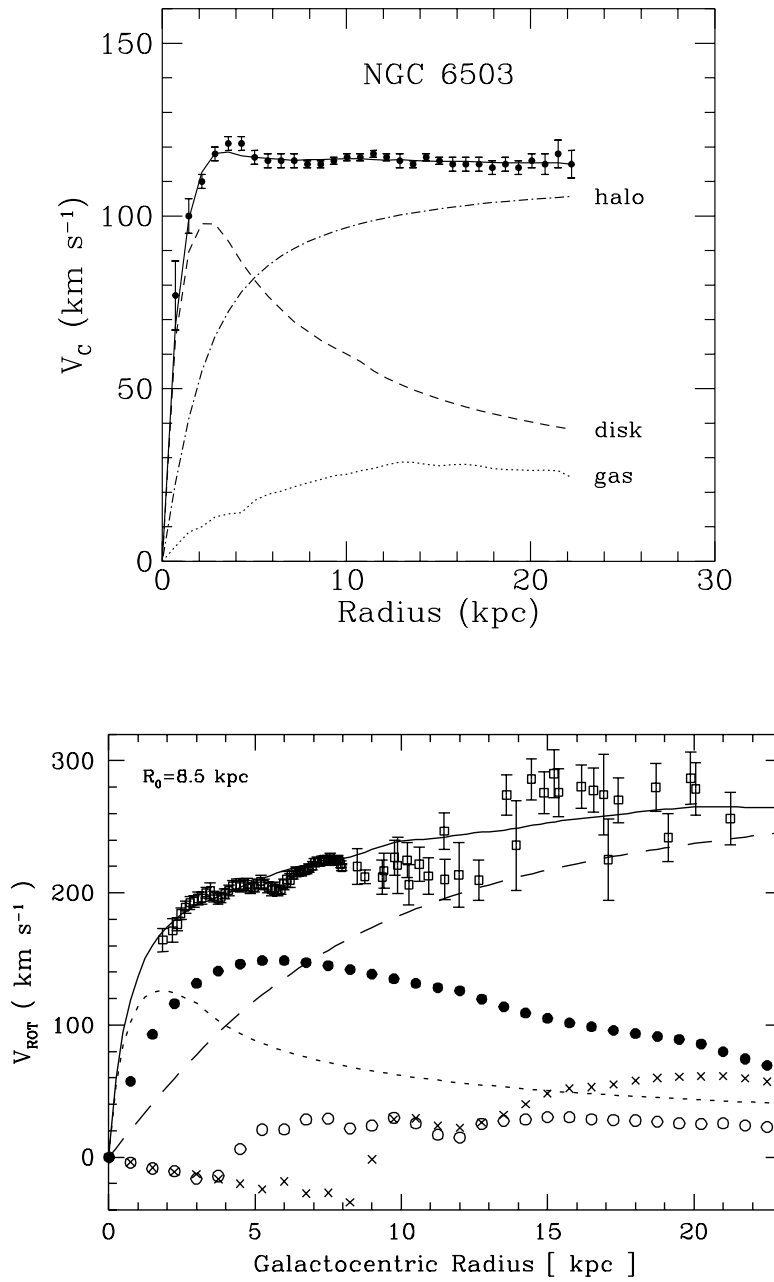 150
NGC 6503
100
halo
V_C (km s⁻¹)
50
disk
gas
0
0 10 20 30
Radius (kpc)
300
R₀=8.5 kpc
200
V_ROT ( km s⁻¹ )
100
0
0 5 10 15 20
Galactocentric Radius [ kpc ]